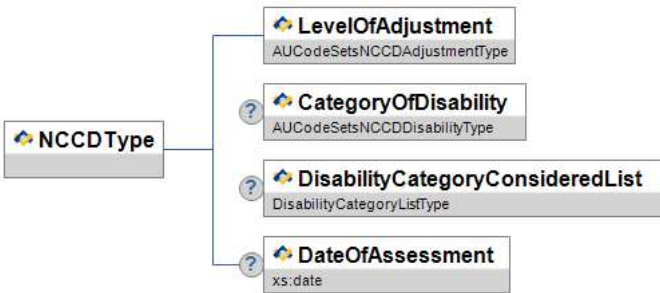 LevelOfAdjustment
AUCodeSetsNCCDAdjustmentType
? CategoryOfDisability
AUCodeSetsNCCDDisabilityType
NCCDType
? DisabilityCategoryConsideredList
DisabilityCategoryListType
? DateOfAssessment
xs:date